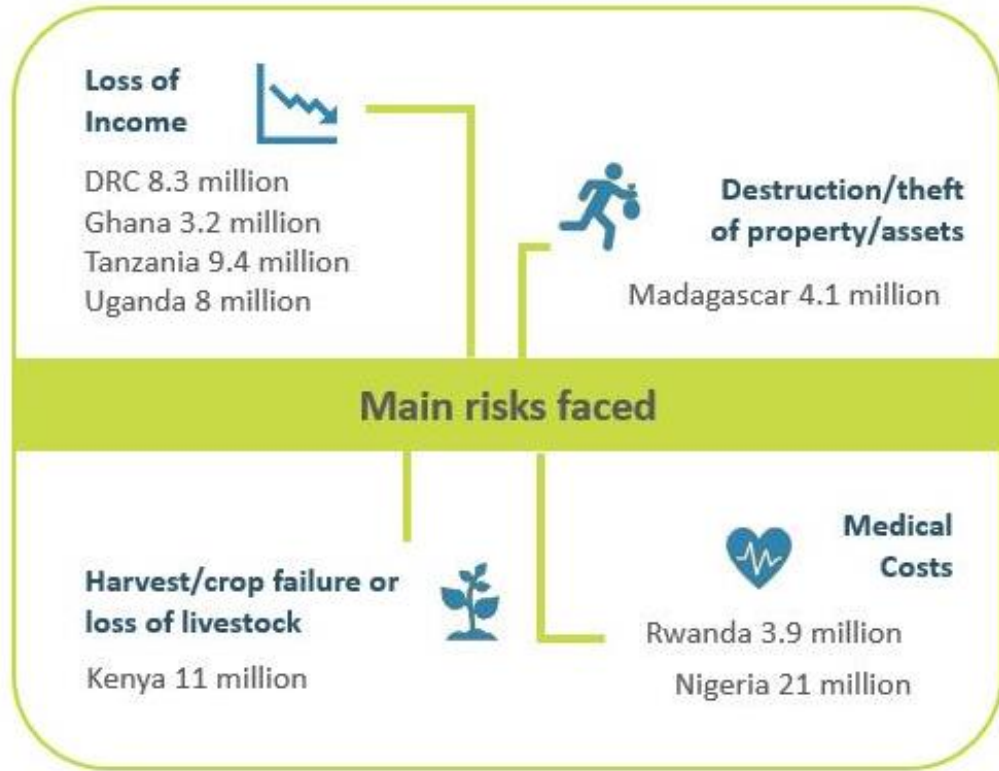 Loss of
Income
DRC 8.3 million
Ghana 3.2 million
Tanzania 9.4 million
Uganda 8 million
Destruction/theft
of property/assets
Madagascar 4.1 million
Main risks faced
Harvest/crop failure or
loss of livestock
Kenya 11 million
Medical
Costs
Rwanda 3.9 million
Nigeria 21 million